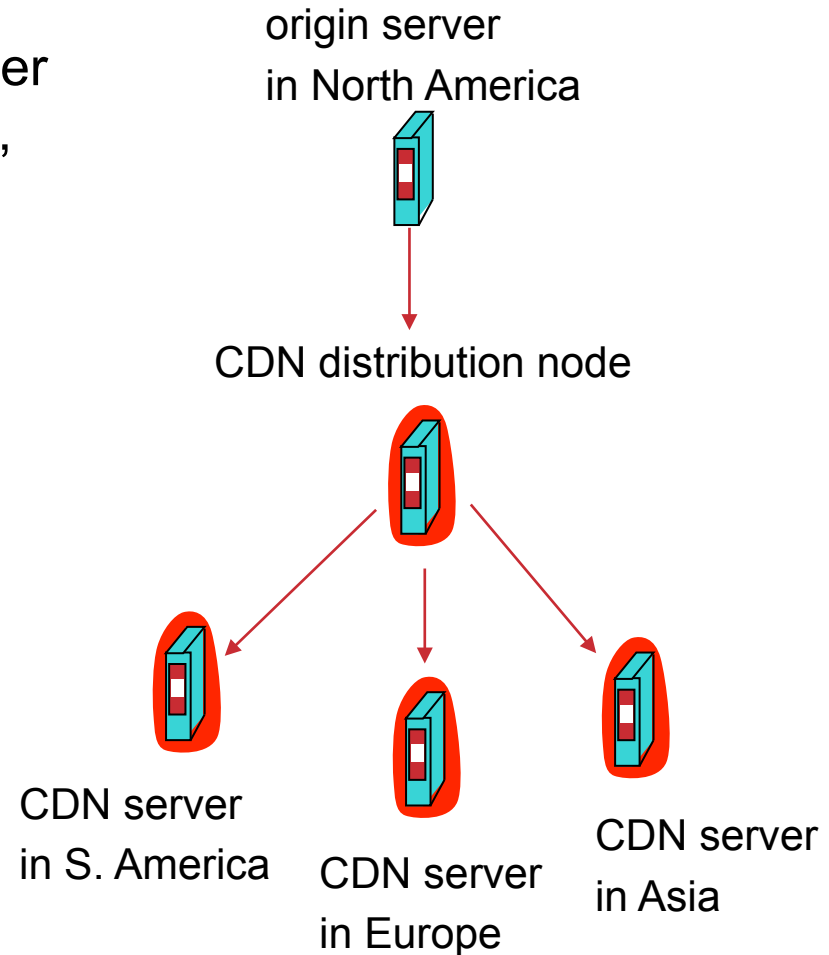 origin server
in North America
er
,
CDN distribution node
CDN server
in S. America
CDN server
in Europe
CDN server
in Asia